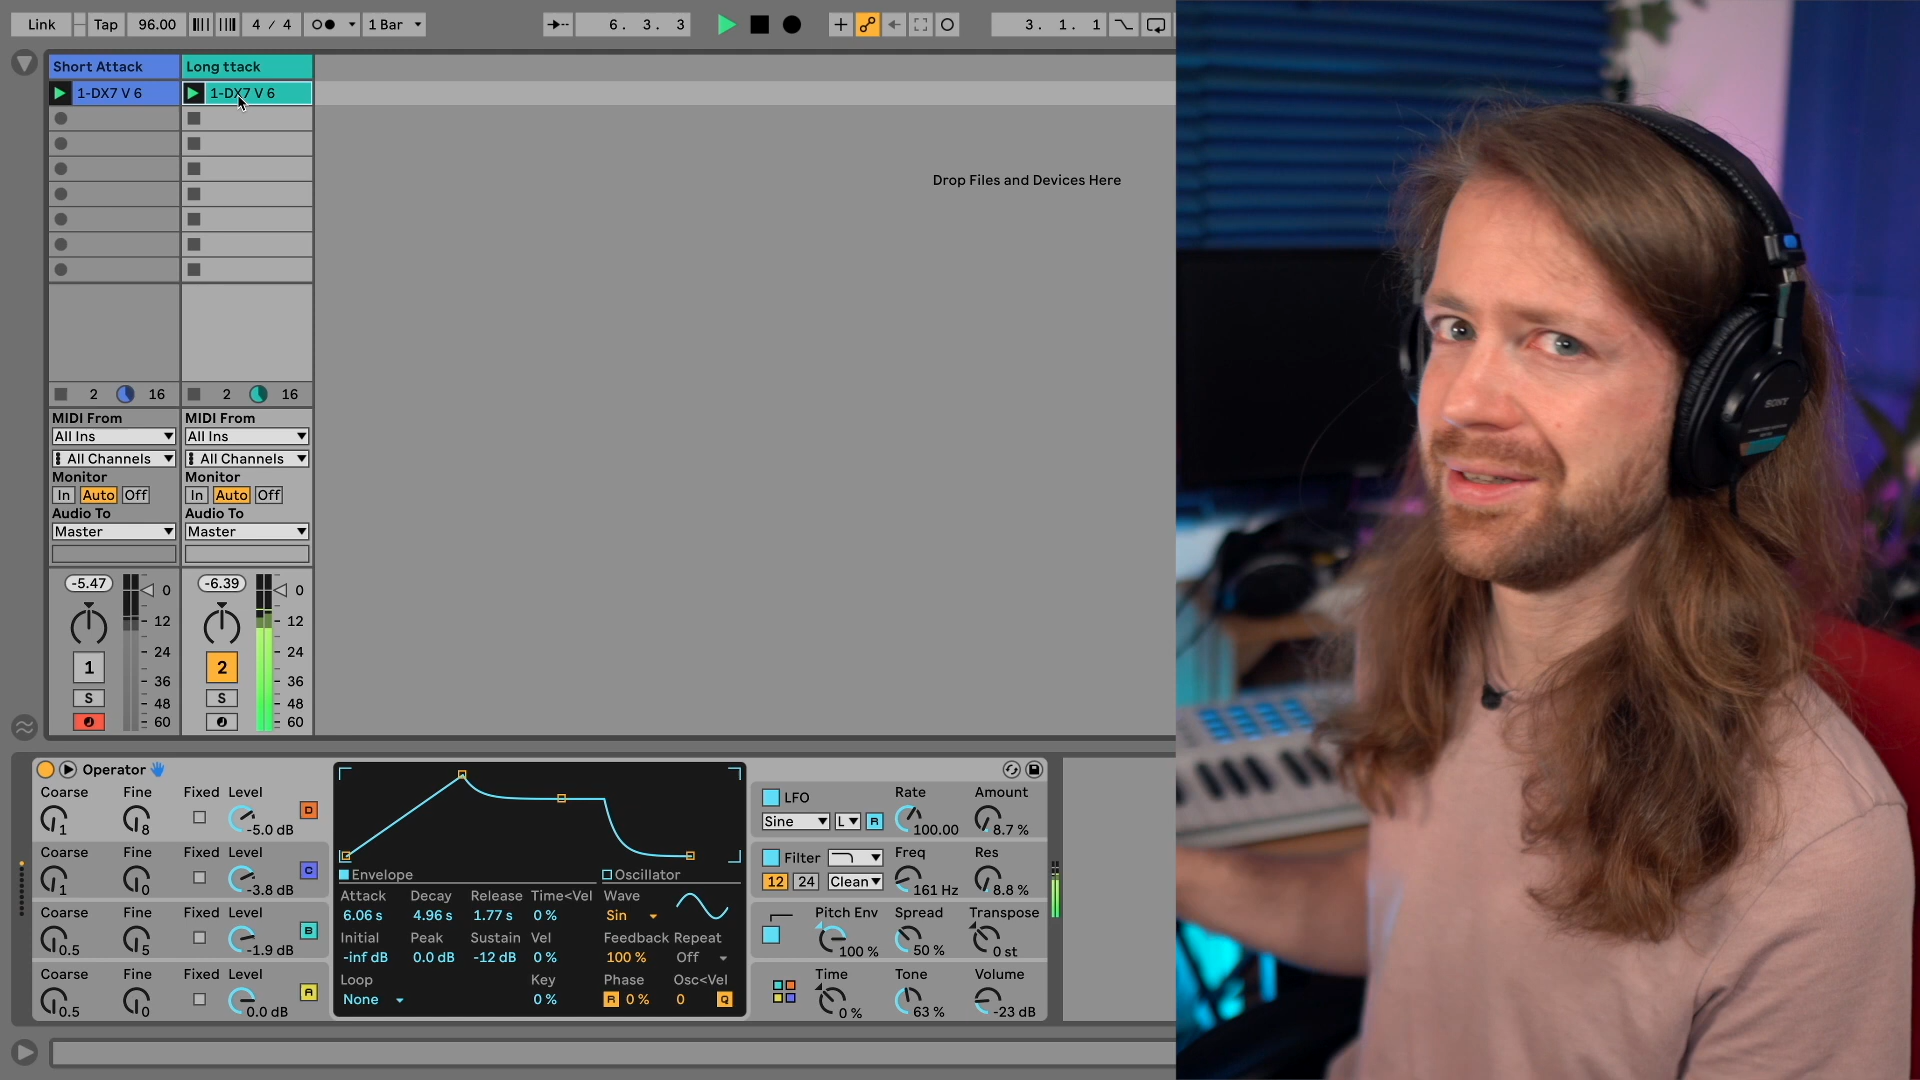 Link
Tap
96.00
4 / 4
1 Bar
6. 3. 3
3. 1. 1
Short Attack
Long ttack
1-DX7 V 6
1-DX7 V 6
Drop Files and Devices Here
2
16
2
16
MIDI From
MIDI From
All Ins
All Ins
All Channels
All Channels
Monitor
Monitor
In Auto Off
In Auto Off
Audio To
Audio To
Master
Master
-5.47
0
-6.39
0
12
12
24
24
36
36
48
48
60
60
1
2
S
S
SONY
Operator
Coarse Fine Fixed Level
1 8 -5.0 dB D
Coarse Fine Fixed Level
1 0 -3.8 dB C
Coarse Fine Fixed Level
0.5 5 -1.9 dB B
Coarse Fine Fixed Level
0.5 0 0.0 dB A
Envelope
Oscillator
Attack Decay Release Time<Vel Wave
6.06 s 4.96 s 1.77 s 0 % Sin
Initial Peak Sustain Vel Feedback Repeat
-inf dB 0.0 dB -12 dB 0 % 100 % Off
Loop Key Phase Osc<Vel
None 0 % R 0 % 0 Q
LFO Rate Amount
Sine L R 100.00 8.7 %
Filter Freq Res
12 24 Clean 161 Hz 8.8 %
Pitch Env Spread Transpose
100 % 50 % 0 st
Time Tone Volume
0 % 63 % -23 dB